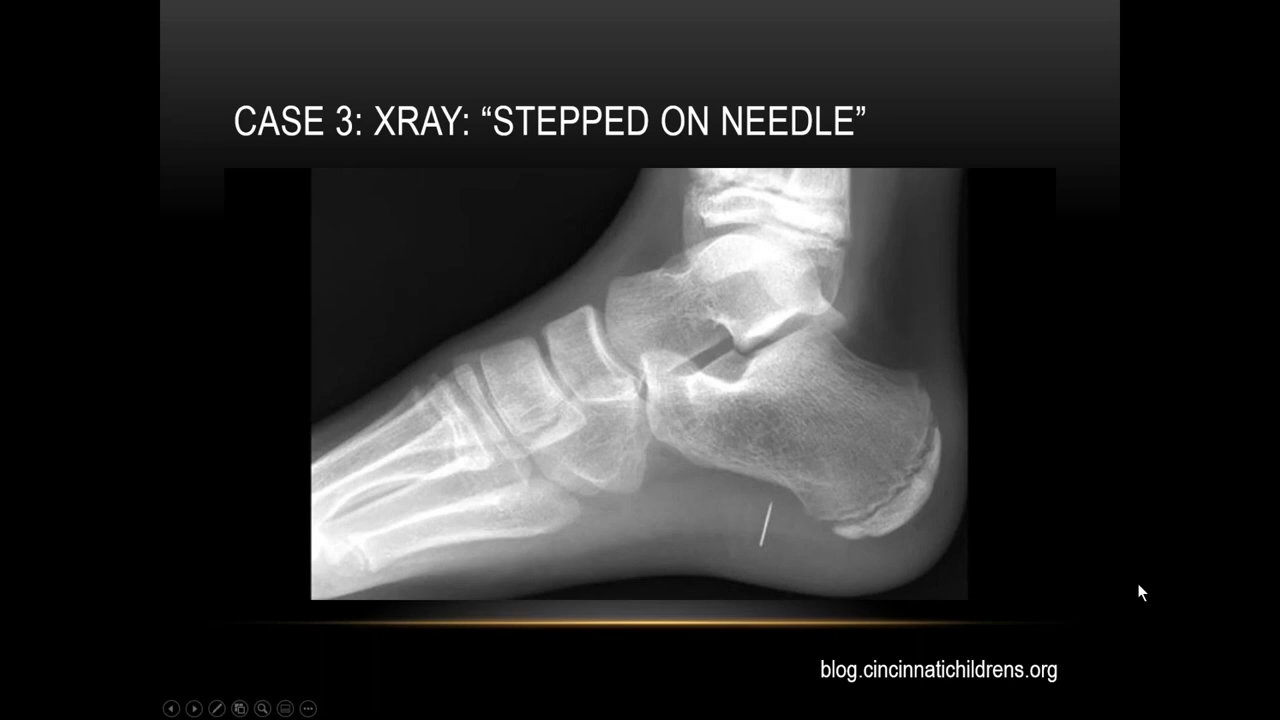 CASE 3: XRAY: “STEPPED ON NEEDLE”
blog.cincinnatichildrens.org